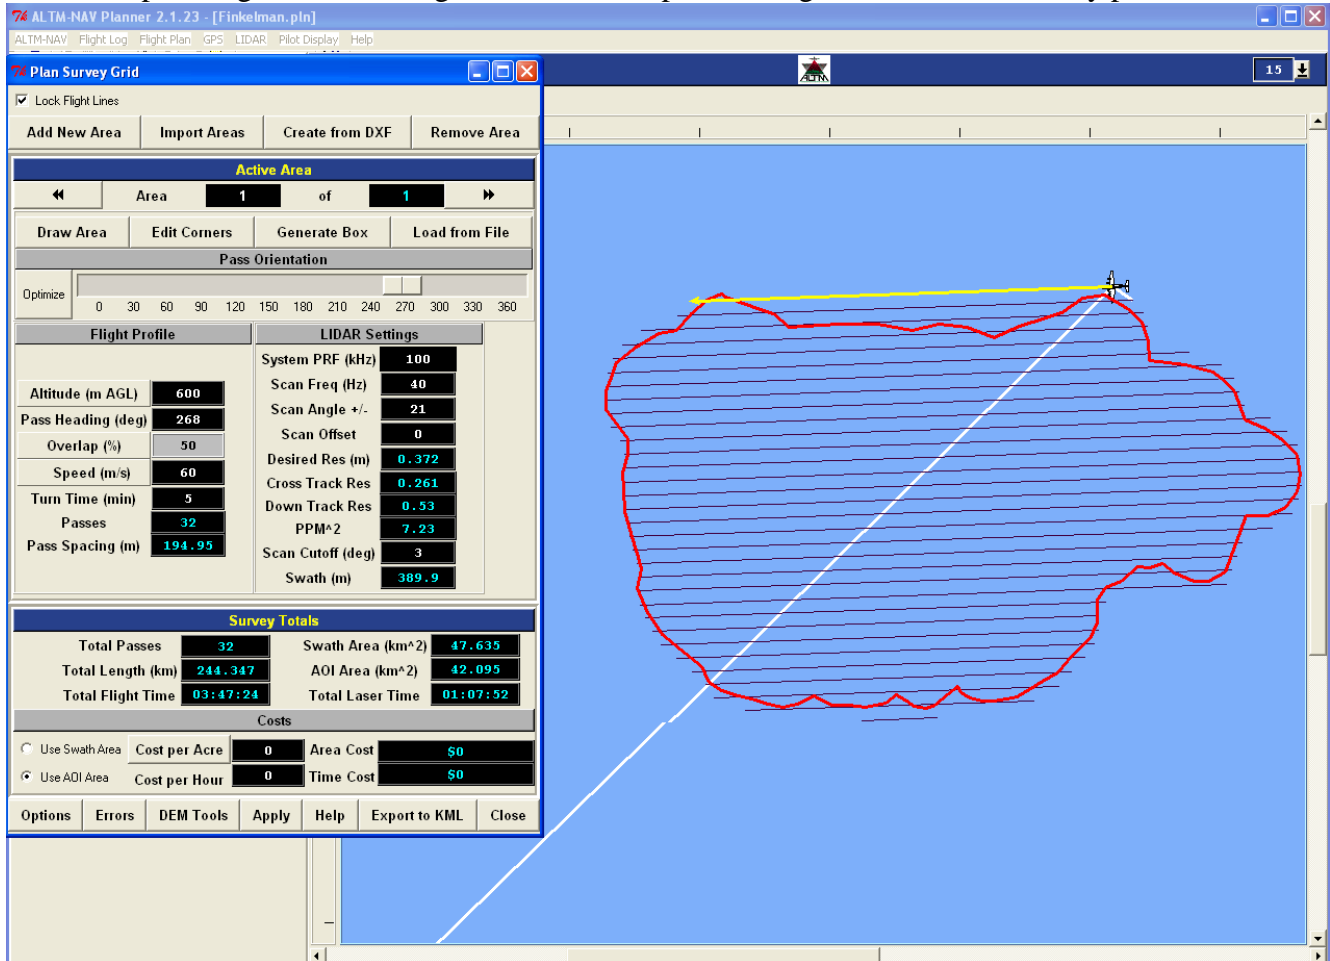 ALTM-NAV Planner 2.1.23 - [Finkelman.pln]
ALTM-NAV Flight Log Flight Plan GPS LIDAR Pilot Display Help
Plan Survey Grid
ALTM
15
Lock Flight Lines
Add New Area Import Areas Create from DXF Remove Area
Active Area
Area 1 of 1
Draw Area Edit Corners Generate Box Load from File
Pass Orientation
Optimize
0 30 60 90 120 150 180 210 240 270 300 330 360
Flight Profile
Altitude (m AGL) 600
Pass Heading (deg) 268
Overlap (%) 50
Speed (m/s) 60
Turn Time (min) 5
Passes 32
Pass Spacing (m) 194.95
LIDAR Settings
System PRF (kHz) 100
Scan Freq (Hz) 40
Scan Angle +/- 21
Scan Offset 0
Desired Res (m) 0.372
Cross Track Res 0.261
Down Track Res 0.53
PPM^2 7.23
Scan Cutoff (deg) 3
Swath (m) 389.9
Survey Totals
Total Passes 32 Swath Area (km^2) 47.635
Total Length (km) 244.347 AOI Area (km^2) 42.095
Total Flight Time 03:47:24 Total Laser Time 01:07:52
Costs
Use Swath Area Cost per Acre 0 Area Cost $0
Use AOI Area Cost per Hour 0 Time Cost $0
Options Errors DEM Tools Apply Help Export to KML Close